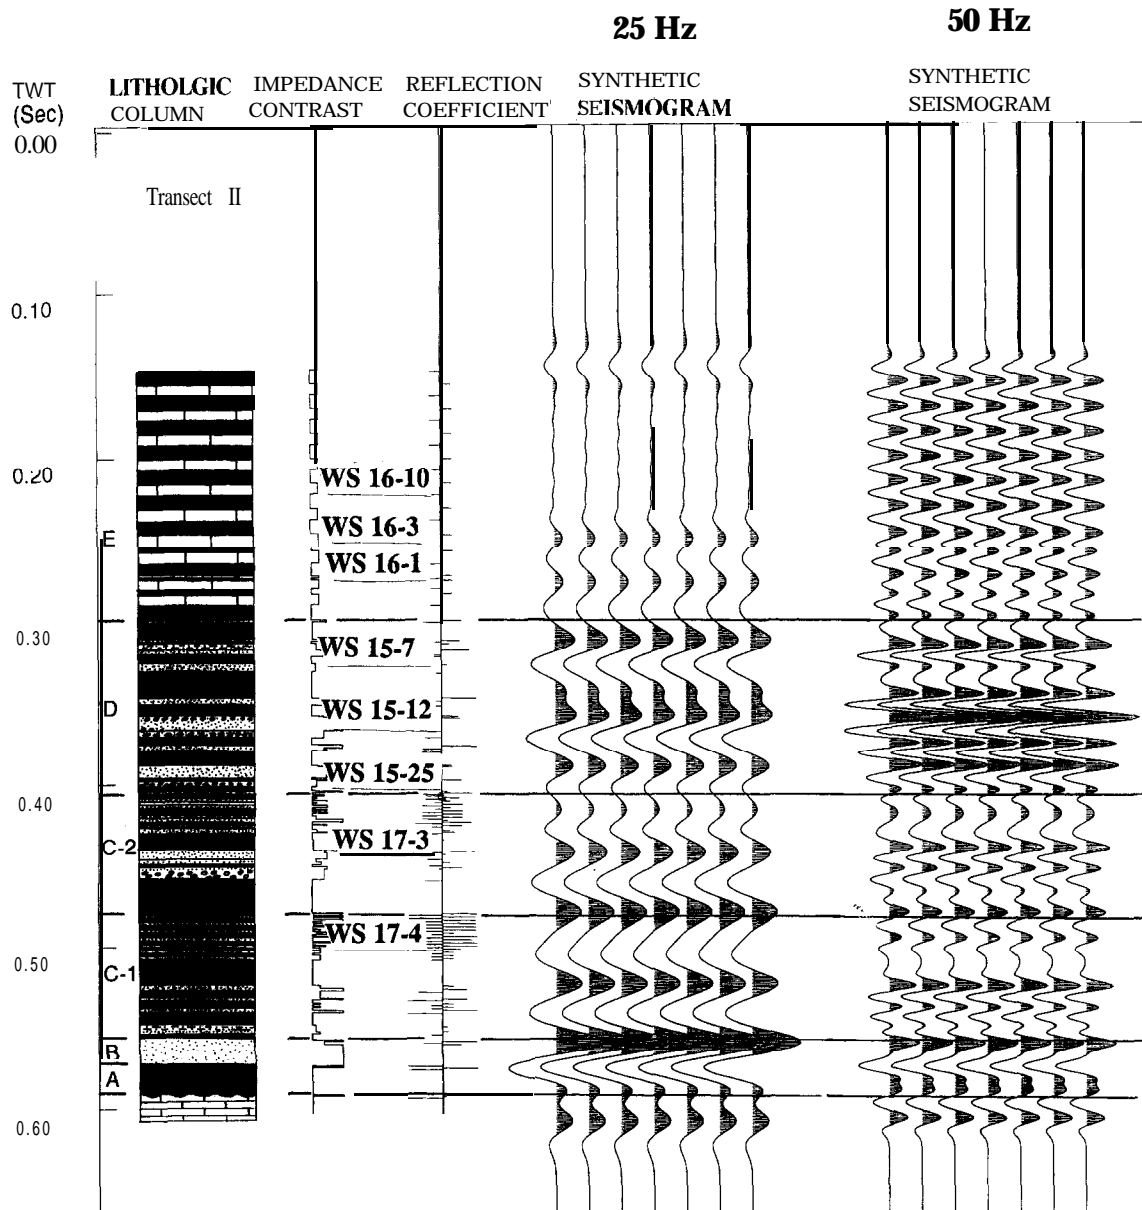 25 Hz
50 Hz
TWT
(Sec)
LITHOLGIC
COLUMN
IMPEDANCE
CONTRAST
REFLECTION
COEFFICIENT
SYNTHETIC
SEISMOGRAM
SYNTHETIC
SEISMOGRAM
0.00
Transect II
0.10
0.20
WS 16-10
WS 16-3
E
WS 16-1
0.30
WS 15-7
D
WS 15-12
WS 15-25
0.40
WS 17-3
C-2
WS 17-4
0.50
C-1
B
A
0.60